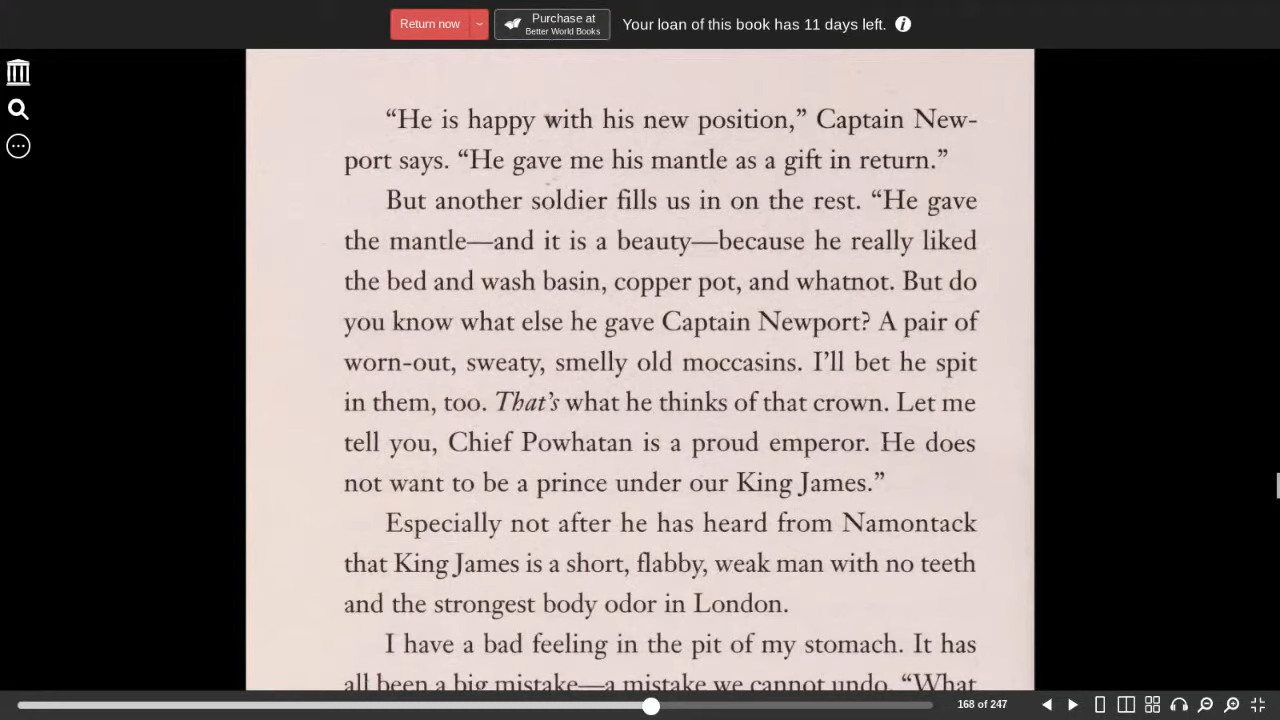 Return now
Purchase at
Better World Books
Your loan of this book has 11 days left.
“He is happy with his new position,” Captain New-
port says. “He gave me his mantle as a gift in return.”
But another soldier fills us in on the rest. “He gave
the mantle—and it is a beauty—because he really liked
the bed and wash basin, copper pot, and whatnot. But do
you know what else he gave Captain Newport? A pair of
worn-out, sweaty, smelly old moccasins. I’ll bet he spit
in them, too. That’s what he thinks of that crown. Let me
tell you, Chief Powhatan is a proud emperor. He does
not want to be a prince under our King James.”
Especially not after he has heard from Namontack
that King James is a short, flabby, weak man with no teeth
and the strongest body odor in London.
I have a bad feeling in the pit of my stomach. It has
all been a big mistake—a mistake we cannot undo. “What
168 of 247